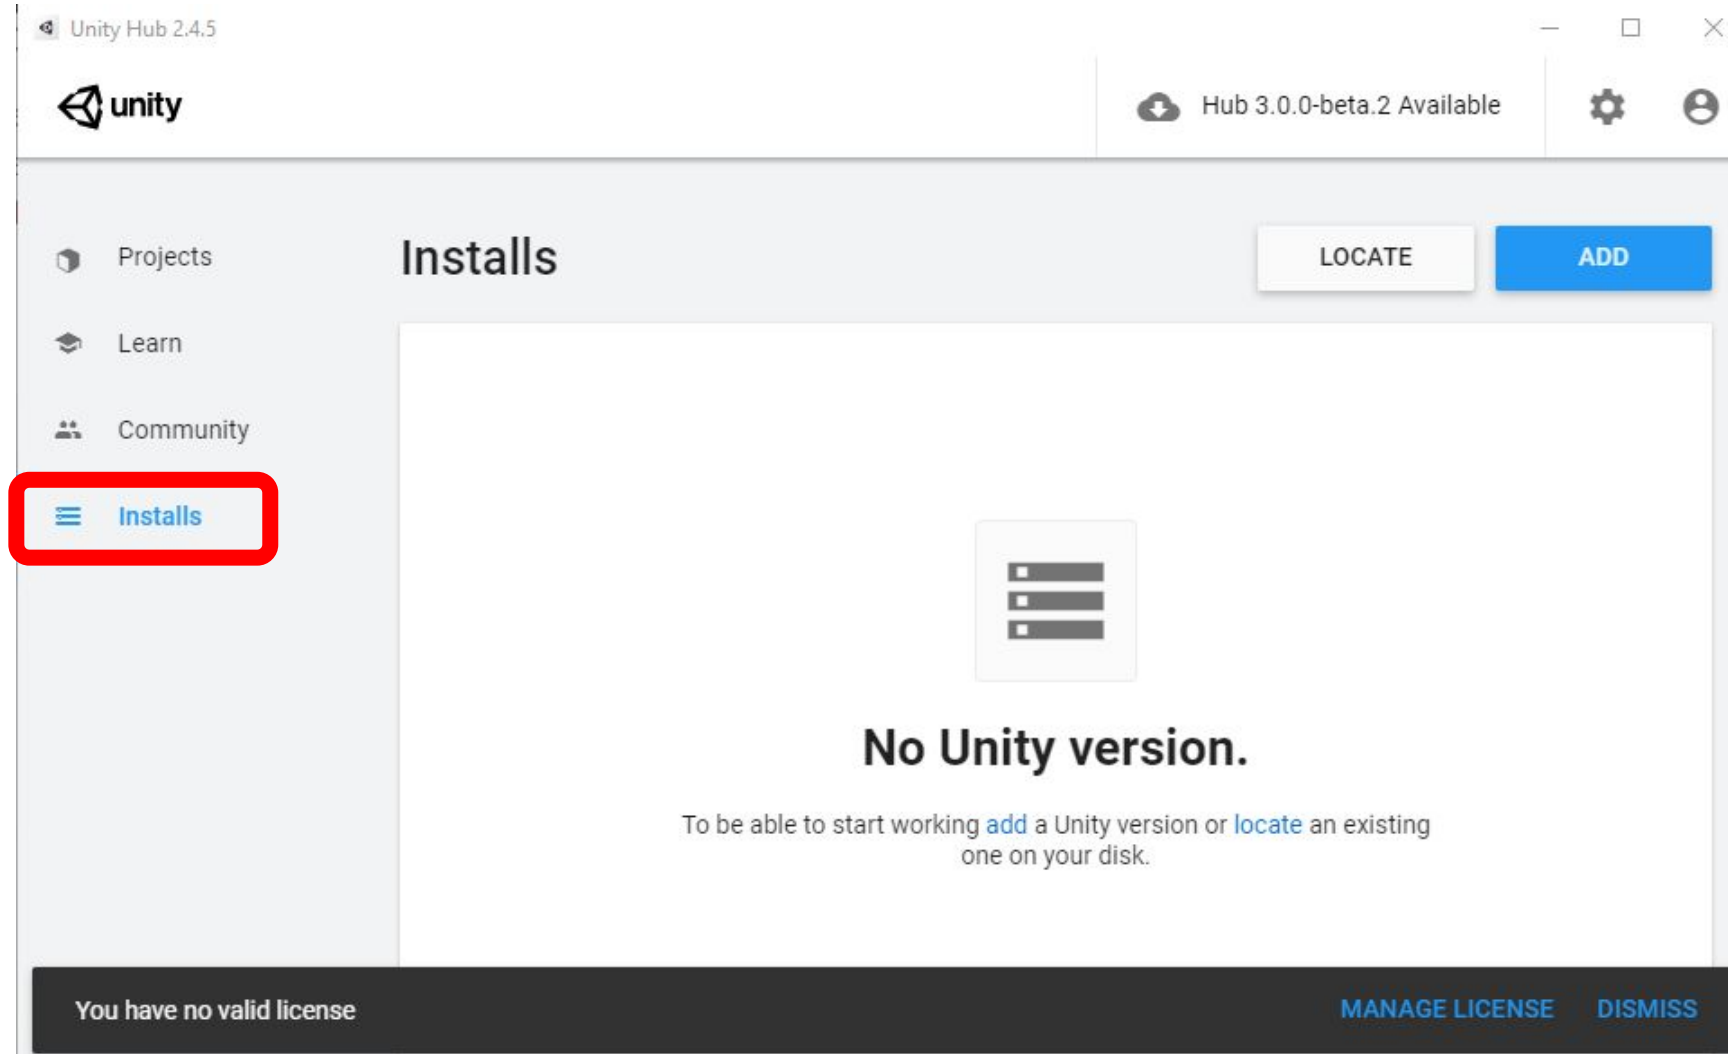 Unity Hub 2.4.5
unity
Hub 3.0.0-beta.2 Available
Projects
Learn
Community
Installs
Installs
LOCATE
ADD
No Unity version.
To be able to start working add a Unity version or locate an existing
one on your disk.
You have no valid license
MANAGE LICENSE
DISMISS